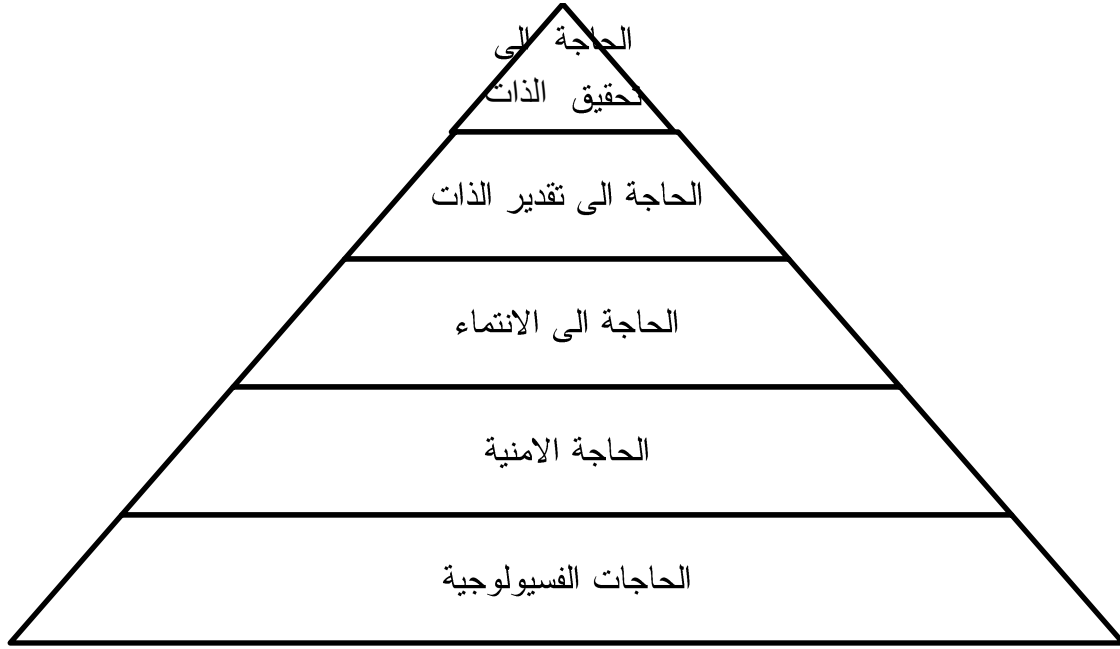 الحاجة الى
تحقيق الذات
الحاجة الى تقدير الذات
الحاجة الى الانتماء
الحاجة الامنية
الحاجات الفسيولوجية